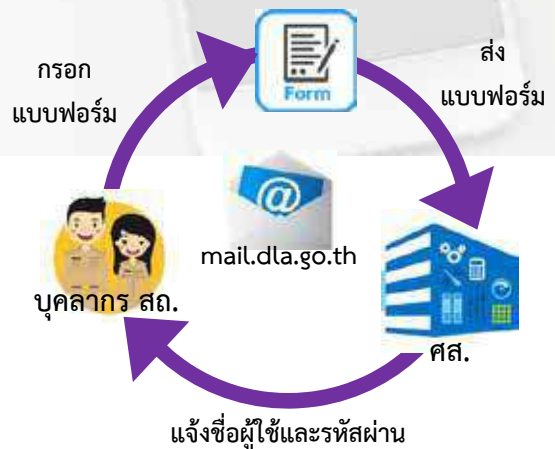 กรอก
แบบฟอร์ม
Form
ส่ง
แบบฟอร์ม
@
mail.dla.go.th
บุคลากร สถ.
ศส.
แจ้งชื่อผู้ใช้และรหัสผ่าน